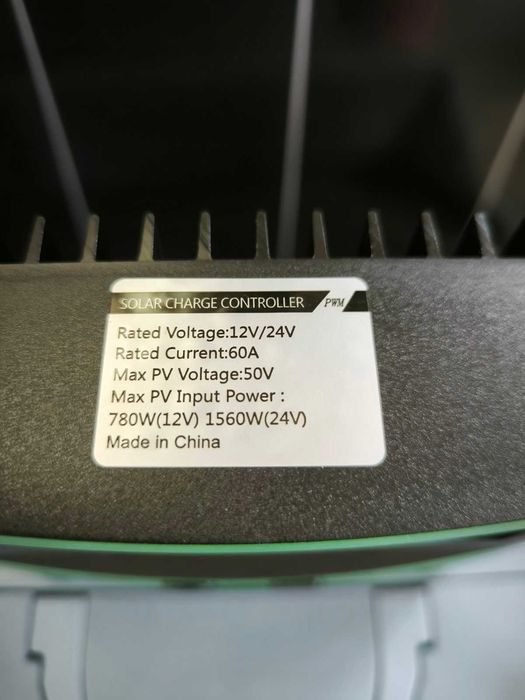 SOLAR CHARGE CONTROLLER PWM
Rated Voltage:12V/24V
Rated Current:60A
Max PV Voltage:50V
Max PV Input Power :
780W(12V) 1560W(24V)
Made in China